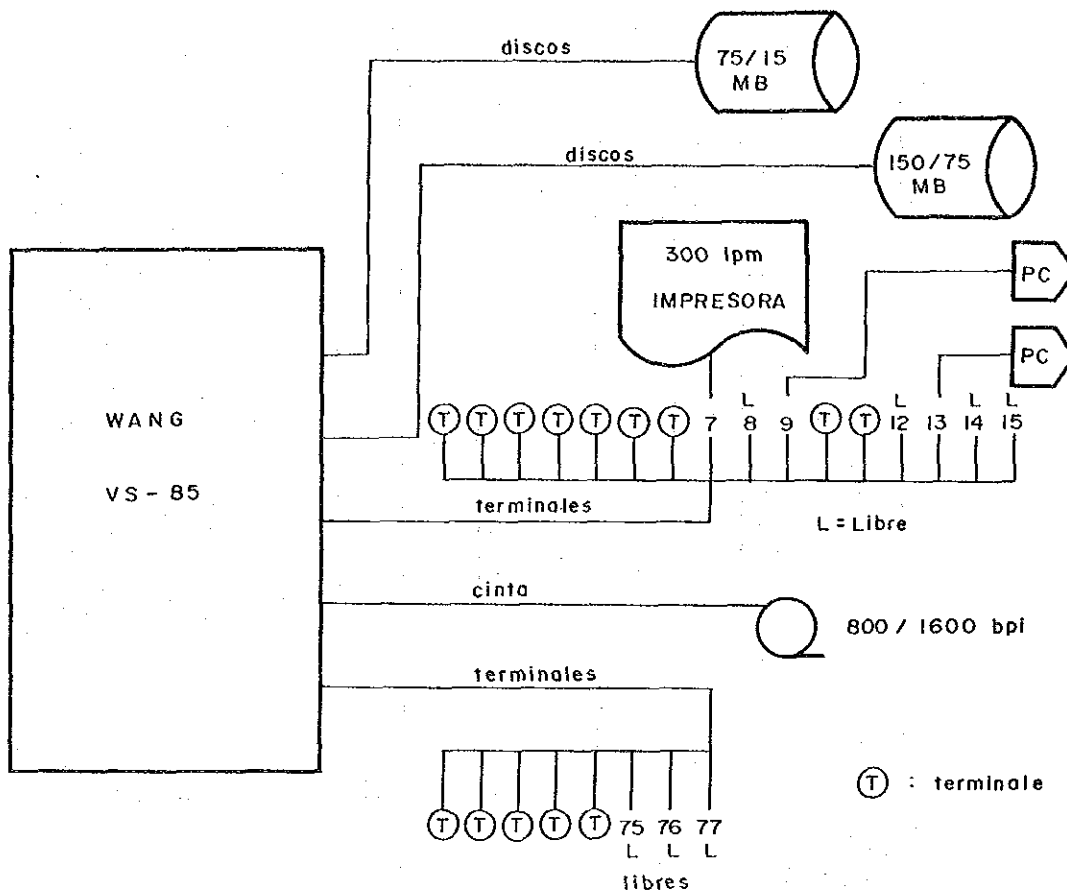 discos
75/15
MB
discos
150/75
MB
300 lpm
IMPRESORA
PC
PC
WANG
VS-85
T T T T T T T 7 L 8 9 T T L 12 13 L 14 L 15
terminales
L = Libre
cinta
800 / 1600 bpi
terminales
T T T T T 75 76 77
L L L
libres
T : terminale